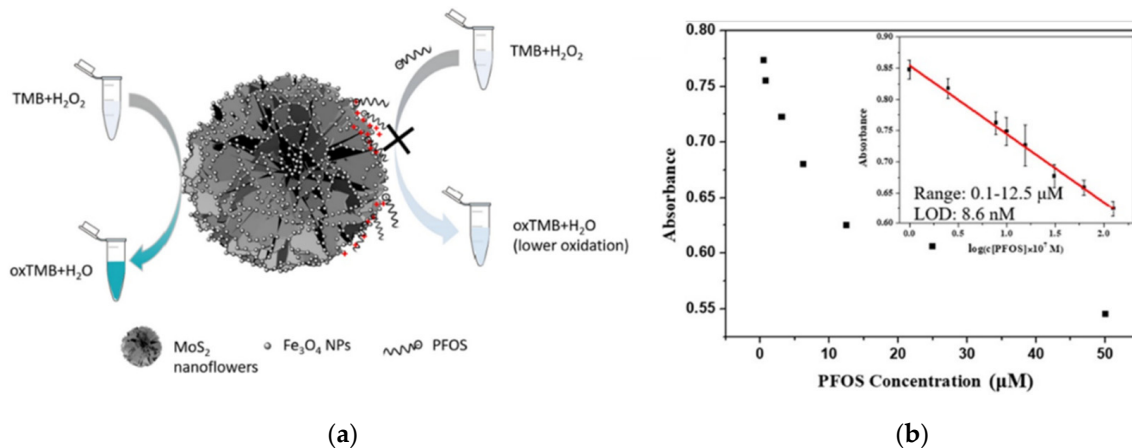 TMB+H₂O₂
TMB+H₂O₂
oxTMB+H₂O
oxTMB+H₂O
(lower oxidation)
MoS₂
nanoflowers
Fe₃O₄ NPs
PFOS
(a)
0.80
0.75
0.70
0.65
0.60
0.55
Absorbance
0 10 20 30 40 50
PFOS Concentration (μM)
0.90
0.85
0.80
0.75
0.70
0.65
0.60
Absorbance
Range: 0.1-12.5 μM
LOD: 8.6 nM
0.0 0.5 1.0 1.5 2.0
log(c[PFOS]×10⁷ M)
(b)